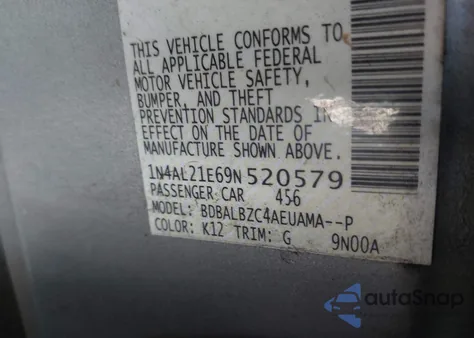 THIS VEHICLE CONFORMS TO
ALL APPLICABLE FEDERAL
MOTOR VEHICLE SAFETY,
BUMPER, AND THEFT
PREVENTION STANDARDS IN
EFFECT ON THE DATE OF
MANUFACTURE SHOWN ABOVE.
1N4AL21E69N520579
PASSENGER CAR 456
MODEL: BDBALBZC4AEUAMA--P
COLOR: K12 TRIM: G 9N00A
autoSnap